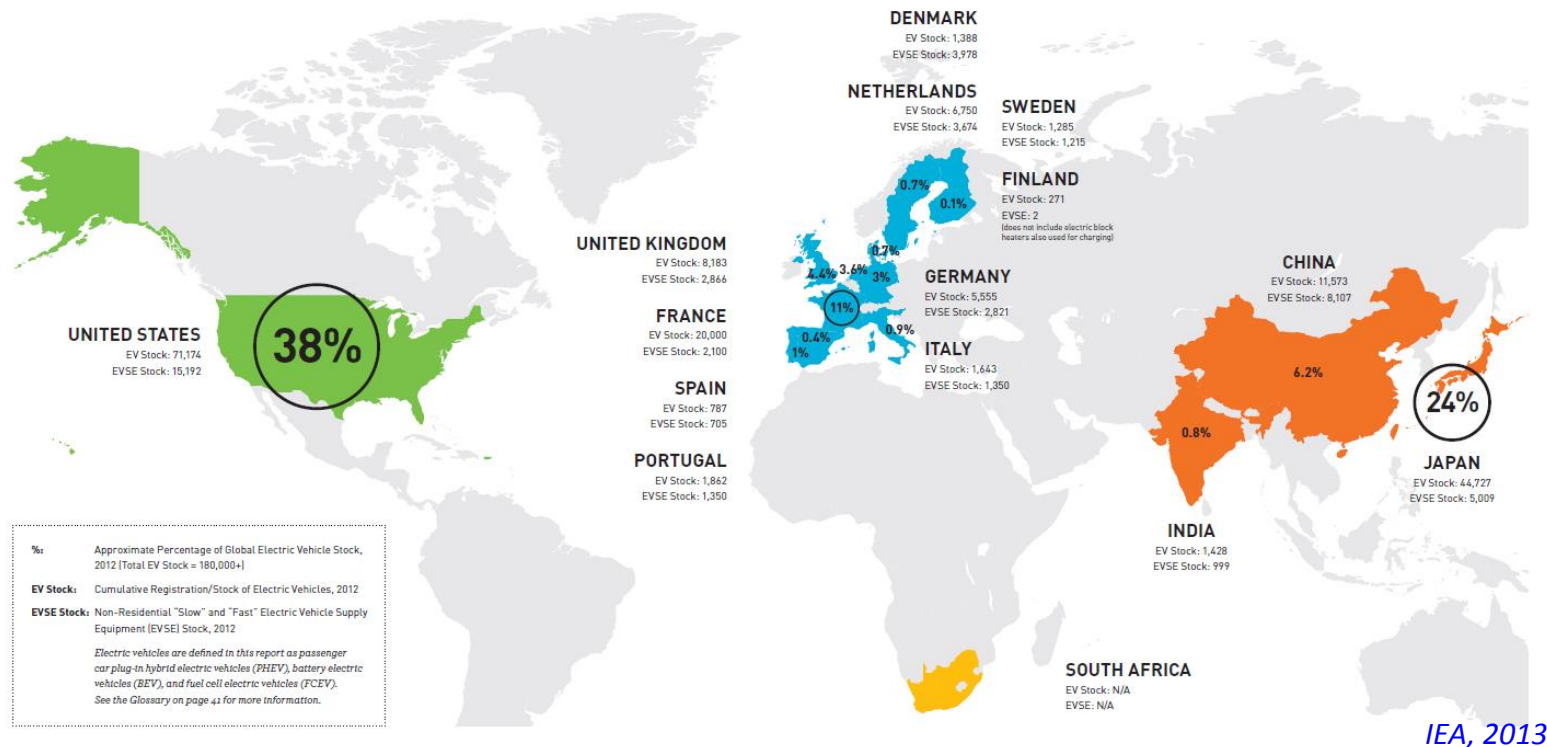 DENMARK
EV Stock: 1,388
EVSE Stock: 3,978
NETHERLANDS
EV Stock: 6,750
EVSE Stock: 3,674
SWEDEN
EV Stock: 1,285
EVSE Stock: 1,215
FINLAND
EV Stock: 271
EVSE: 2
(does not include electric block
heaters also used for charging)
0.7%
0.1%
0.7%
4.4%
3.6%
3%
11%
0.9%
0.4%
1%
UNITED KINGDOM
EV Stock: 8,183
EVSE Stock: 2,866
FRANCE
EV Stock: 20,000
EVSE Stock: 2,100
SPAIN
EV Stock: 787
EVSE Stock: 705
PORTUGAL
EV Stock: 1,862
EVSE Stock: 1,350
GERMANY
EV Stock: 5,555
EVSE Stock: 2,821
ITALY
EV Stock: 1,643
EVSE Stock: 1,350
UNITED STATES
EV Stock: 71,174
EVSE Stock: 15,192
38%
CHINA
EV Stock: 11,573
EVSE Stock: 8,107
6.2%
0.8%
24%
JAPAN
EV Stock: 44,727
EVSE Stock: 5,009
INDIA
EV Stock: 1,428
EVSE Stock: 999
SOUTH AFRICA
EV Stock: N/A
EVSE: N/A
%: Approximate Percentage of Global Electric Vehicle Stock,
2012 (Total EV Stock = 180,000+)
EV Stock: Cumulative Registration/Stock of Electric Vehicles, 2012
EVSE Stock: Non-Residential “Slow” and “Fast” Electric Vehicle Supply
Equipment (EVSE) Stock, 2012
Electric vehicles are defined in this report as passenger
car plug-in hybrid electric vehicles (PHEV), battery electric
vehicles (BEV), and fuel cell electric vehicles (FCEV).
See the Glossary on page 41 for more information.
IEA, 2013